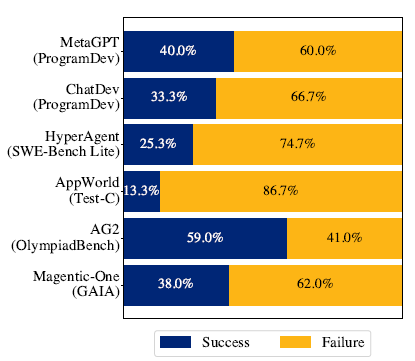 MetaGPT
(ProgramDev)
40.0%
60.0%
ChatDev
(ProgramDev)
33.3%
66.7%
HyperAgent
(SWE-Bench Lite)
25.3%
74.7%
AppWorld
(Test-C)
13.3%
86.7%
AG2
(OlympiadBench)
59.0%
41.0%
Magentic-One
(GAIA)
38.0%
62.0%
Success
Failure